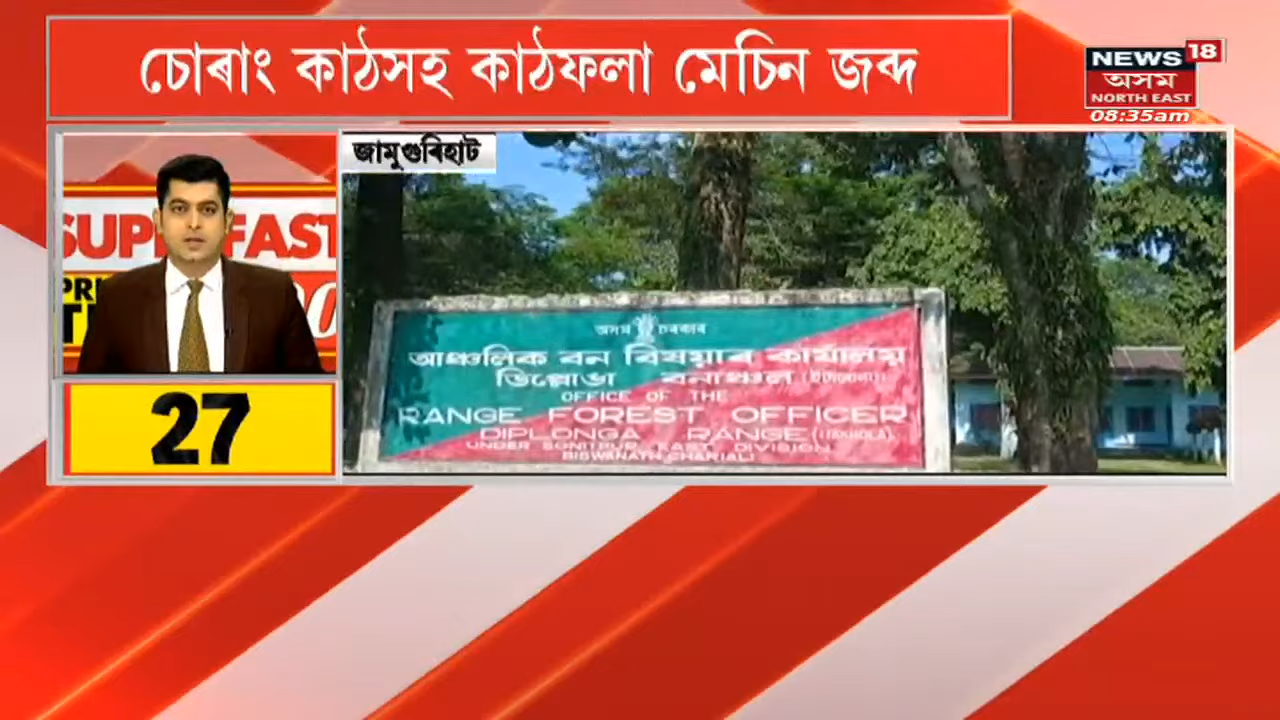 চোৰাং কাঠসহ কাঠফলা মেচিন জব্দ
NEWS 18
অসম
NORTH EAST
08:35am
জামুগুৰিহাট
SUPERFAST
27
অসম চৰকাৰ
আঞ্চলিক বন বিষয়াৰ কাৰ্যালয়
বনাঞ্চল
OFFICE OF THE
RANGE FOREST OFFICER
DIPLONGA RANGE
UNDER SONITPUR EAST DIVISION
BISWANATH CHARIALI